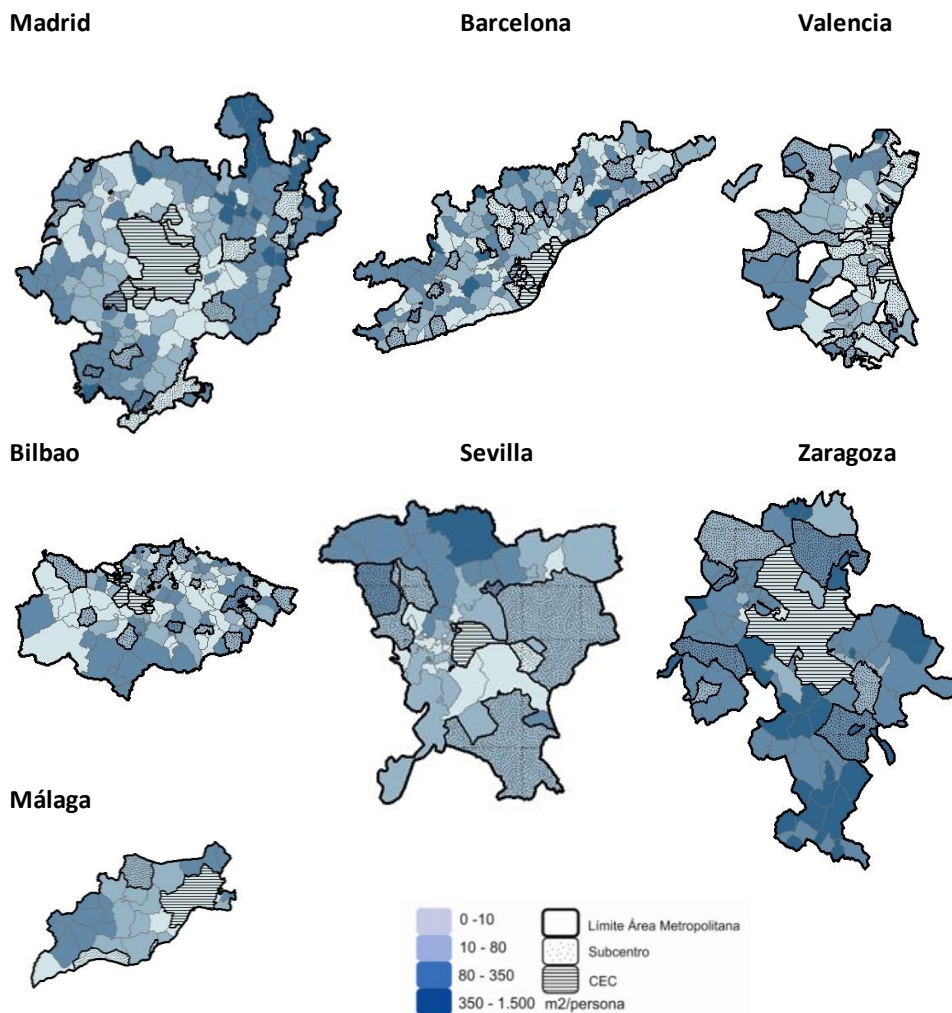 Madrid
Barcelona
Valencia
Bilbao
Sevilla
Zaragoza
Málaga
0 -10
10 - 80
80 - 350
350 - 1.500 m2/persona
Límite Área Metropolitana
Subcentro
CEC